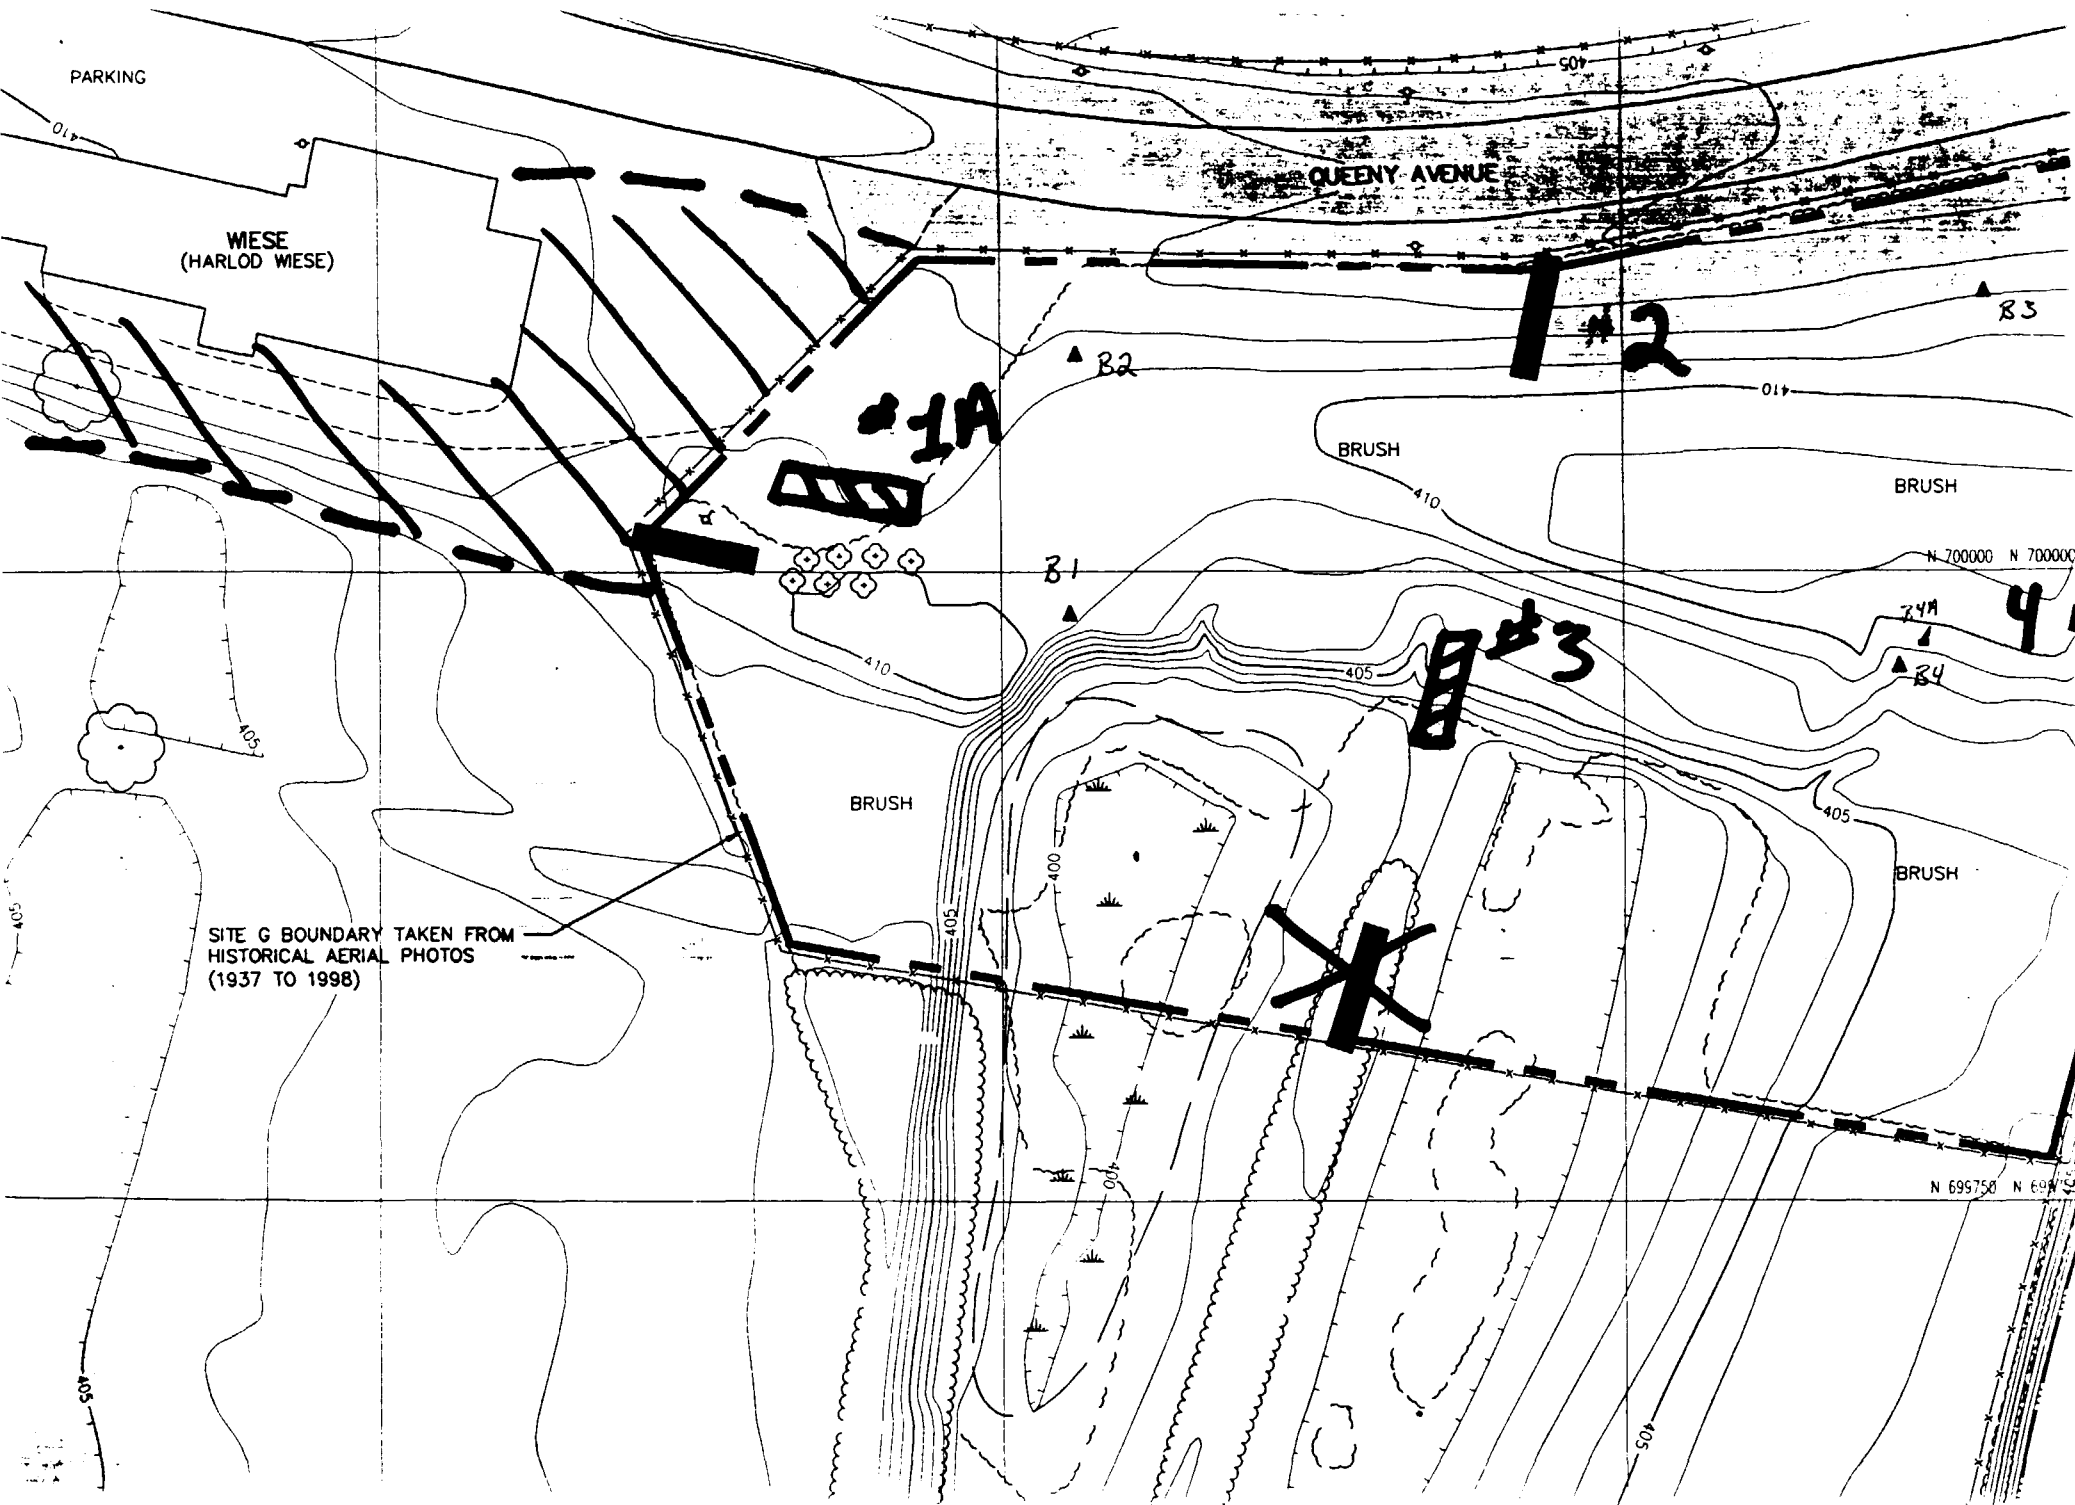 PARKING
410
405
QUEENY AVENUE
WIESE
(HARLOD WIESE)
B3
#2
B2
410
#1A
BRUSH
410
BRUSH
N 700000 N 700000
B1
B4A
4
#3
410
405
B4
405
BRUSH
405
400
BRUSH
405
405
SITE G BOUNDARY TAKEN FROM
HISTORICAL AERIAL PHOTOS
(1937 TO 1998)
400
N 699750
405
405